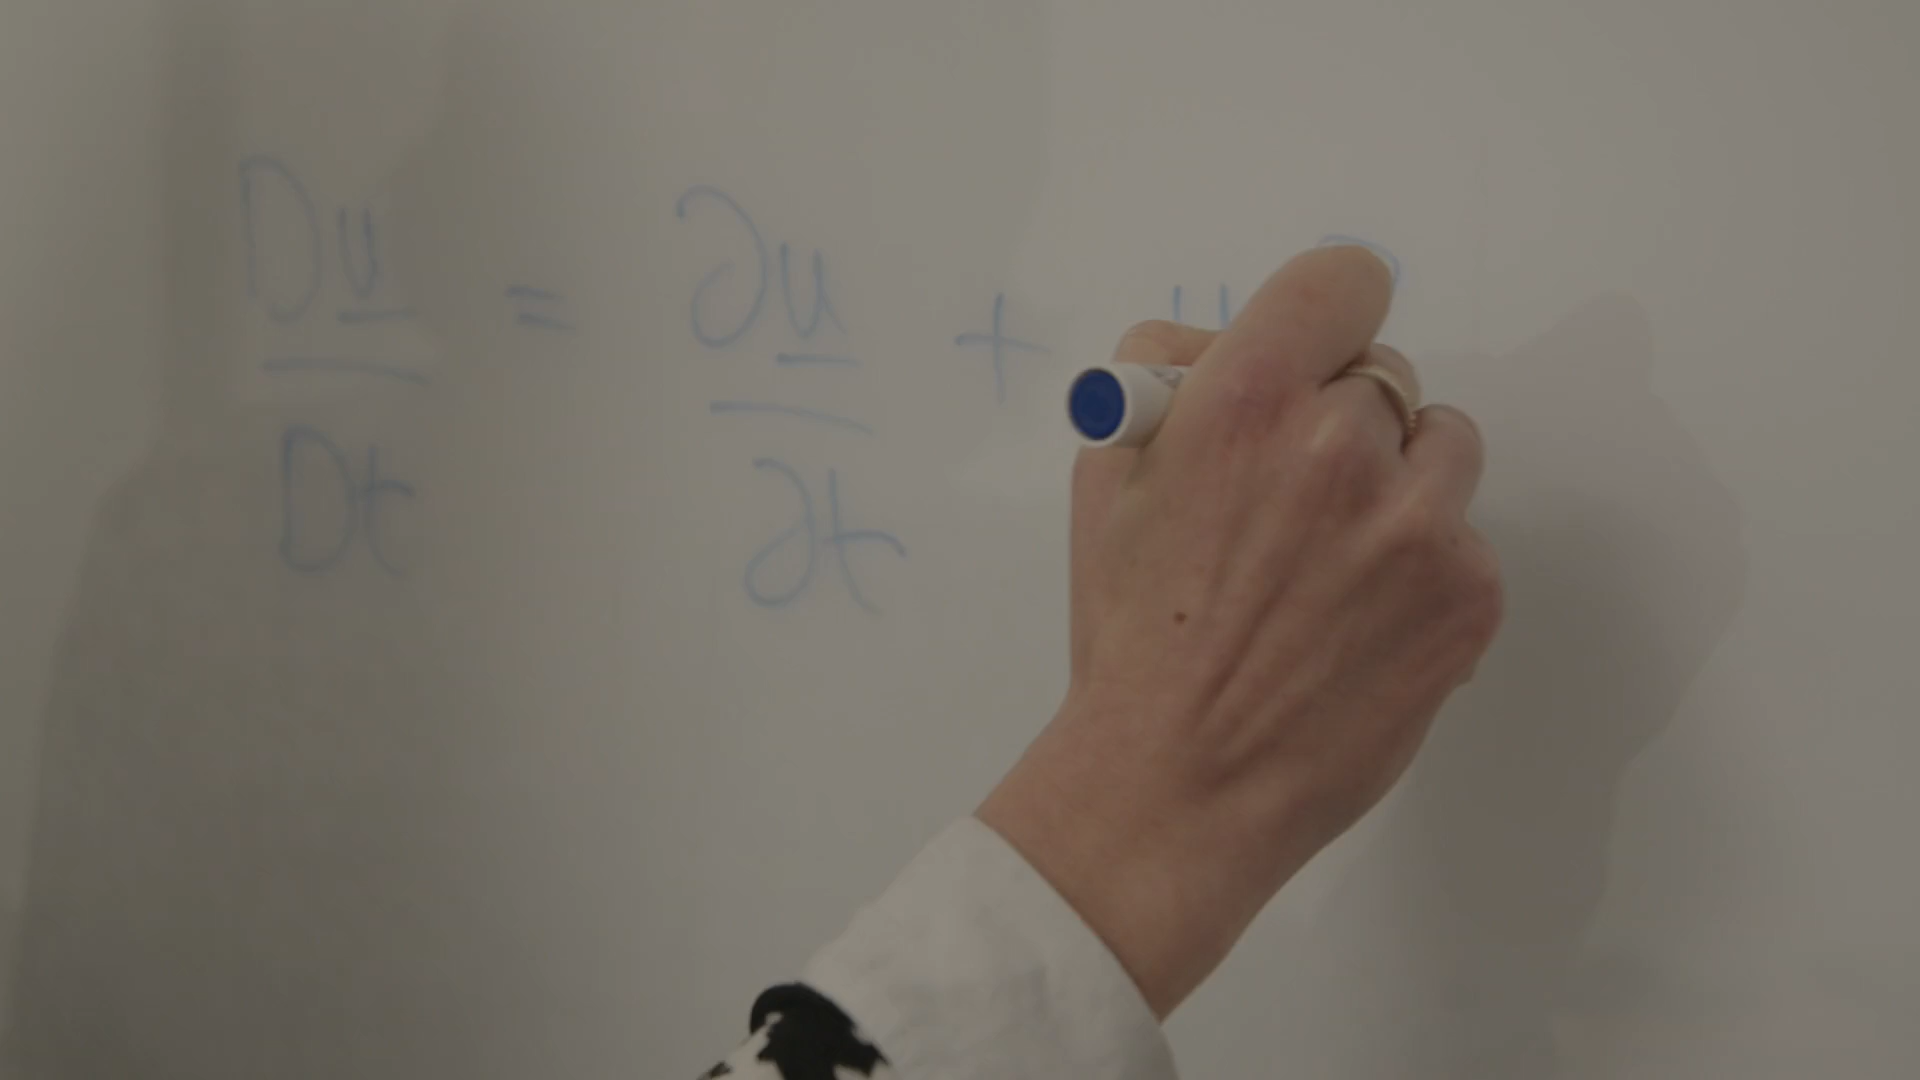 Du/Dt = ∂u/∂t + u